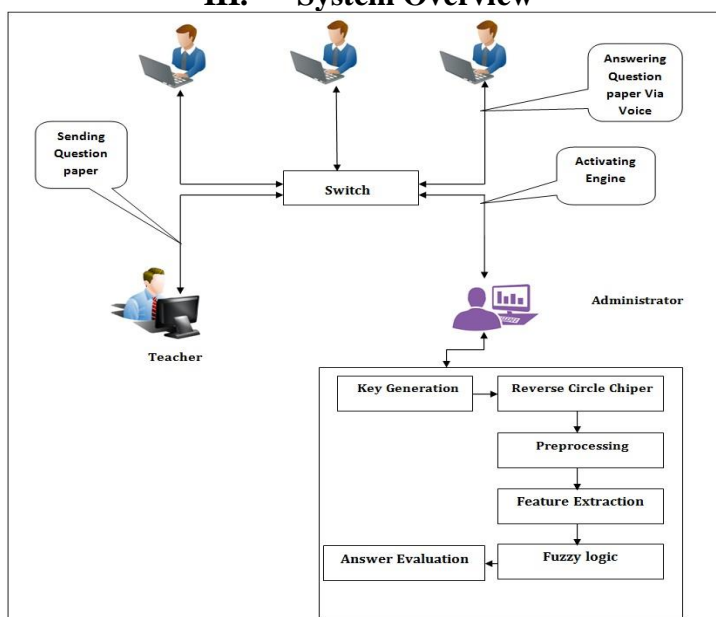 III. System Overview
Answering
Question
paper Via
Voice
Sending
Question
paper
Activating
Engine
Switch
Administrator
Teacher
Key Generation
Reverse Circle Chiper
Preprocessing
Feature Extraction
Fuzzy logic
Answer Evaluation